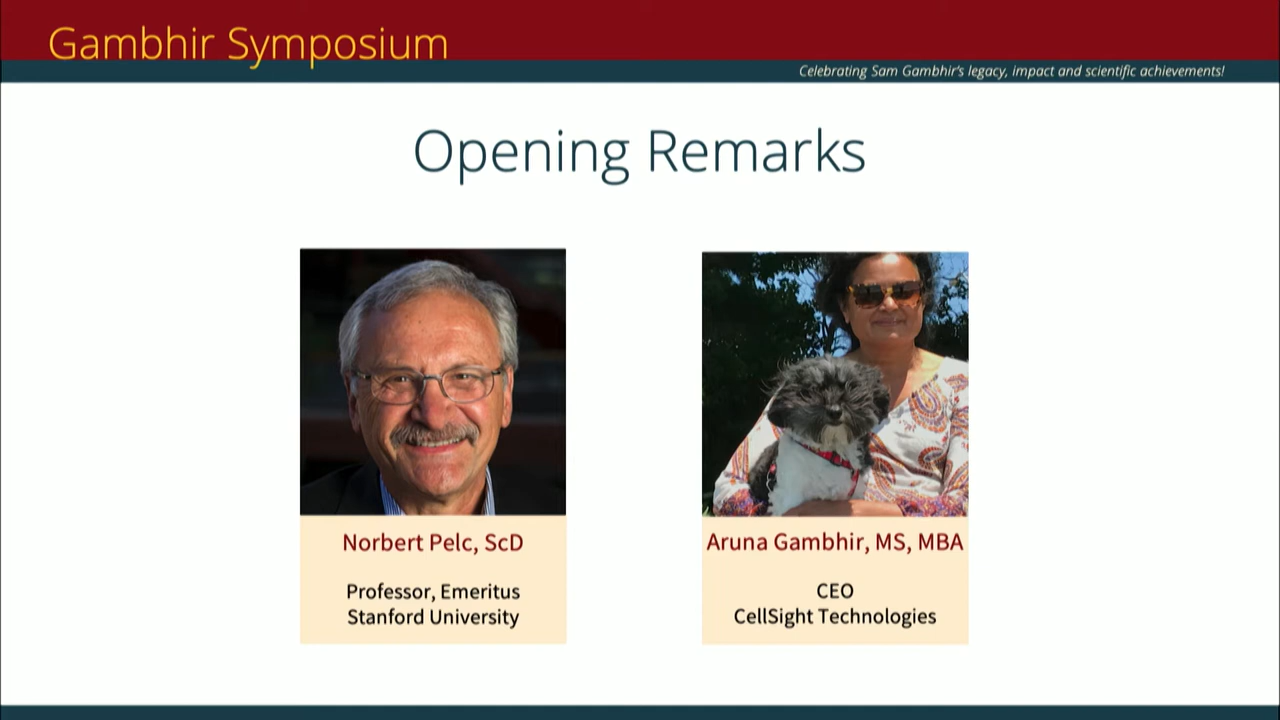 Gambhir Symposium
Celebrating Sam Gambhir's legacy, impact and scientific achievements!
Opening Remarks
Norbert Pelc, ScD
Professor, Emeritus
Stanford University
Aruna Gambhir, MS, MBA
CEO
CellSight Technologies